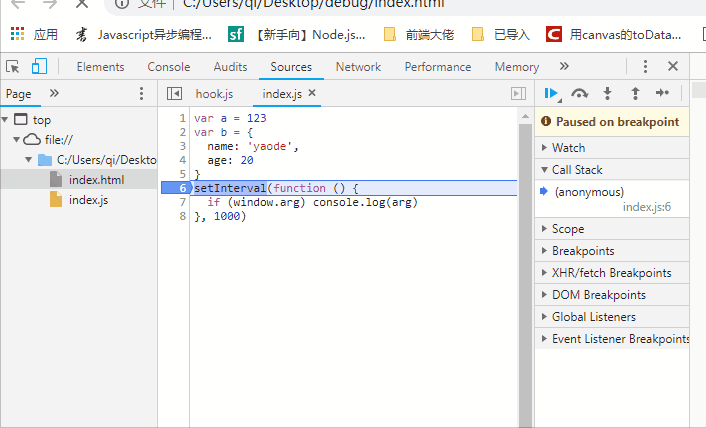 文件 C:/Users/qi/Desktop/debug/index.html
应用 Javascript异步编程... 【新手向】Node.js... 前端大佬 已导入 用canvas的toData...
Elements Console Audits Sources Network Performance Memory
Page hook.js index.js
top
file://
C:/Users/qi/Deskto
index.html
index.js
1 var a = 123
2 var b = {
3 name: 'yaode',
4 age: 20
5 }
6 setInterval(function () {
7 if (window.arg) console.log(arg)
8 }, 1000)
Paused on breakpoint
Watch
Call Stack
(anonymous)
index.js:6
Scope
Breakpoints
XHR/fetch Breakpoints
DOM Breakpoints
Global Listeners
Event Listener Breakpoints